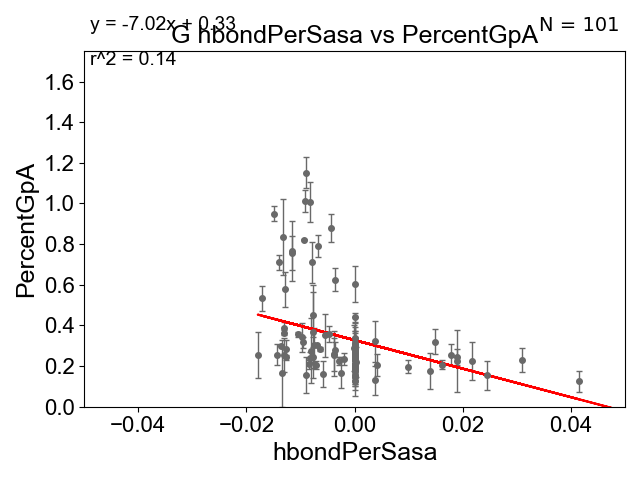 y = -7.02x + 0.33
N = 101
G hbondPerSasa vs PercentGpA
r^2 = 0.14
PercentGpA
1.6
1.4
1.2
1.0
0.8
0.6
0.4
0.2
0.0
−0.04 −0.02 0.00 0.02 0.04
hbondPerSasa